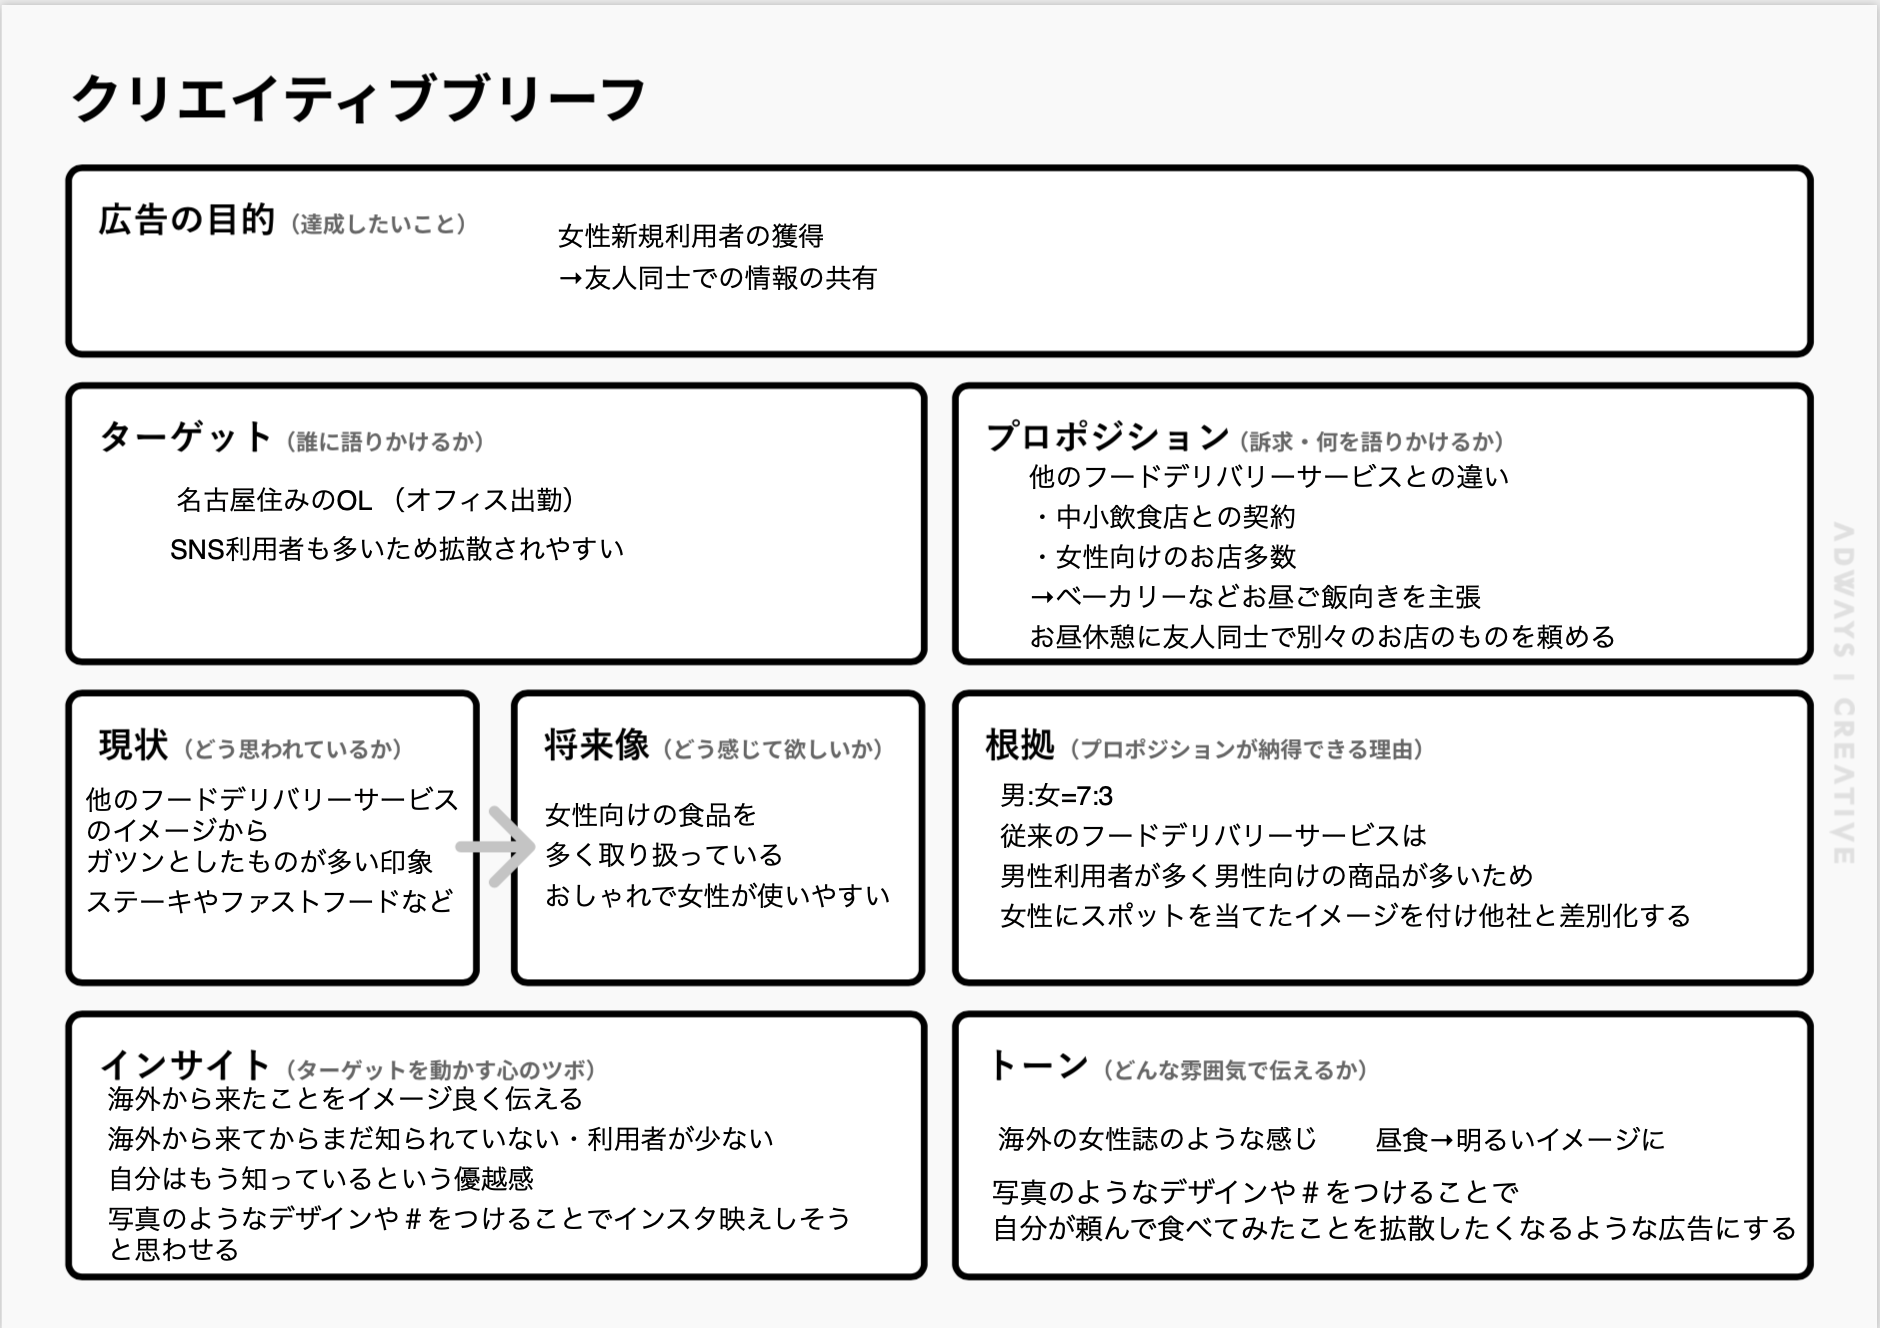 クリエイティブブリーフ
広告の目的（達成したいこと）
女性新規利用者の獲得
→友人同士での情報の共有
ターゲット（誰に語りかけるか）
名古屋住みのOL （オフィス出勤）
SNS利用者も多いため拡散されやすい
プロポジション（訴求・何を語りかけるか）
他のフードデリバリーサービスとの違い
・中小飲食店との契約
・女性向けのお店多数
→ベーカリーなどお昼ご飯向きを主張
お昼休憩に友人同士で別々のお店のものを頼める
現状（どう思われているか）
他のフードデリバリーサービス
のイメージから
ガツンとしたものが多い印象
ステーキやファストフードなど
将来像（どう感じて欲しいか）
女性向けの食品を
多く取り扱っている
おしゃれで女性が使いやすい
根拠（プロポジションが納得できる理由）
男:女=7:3
従来のフードデリバリーサービスは
男性利用者が多く男性向けの商品が多いため
女性にスポットを当てたイメージを付け他社と差別化する
インサイト（ターゲットを動かす心のツボ）
海外から来たことをイメージ良く伝える
海外から来てからまだ知られていない・利用者が少ない
自分はもう知っているという優越感
写真のようなデザインや＃をつけることでインスタ映えしそう
と思わせる
トーン（どんな雰囲気で伝えるか）
海外の女性誌のような感じ　　昼食→明るいイメージに
写真のようなデザインや＃をつけることで
自分が頼んで食べてみたことを拡散したくなるような広告にする
ADWAYS | CREATIVE